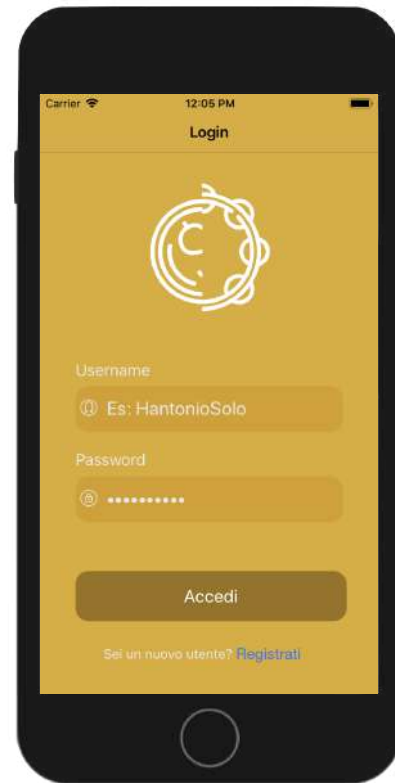 Carrier 12:05 PM
Login
Username
Es: HantonioSolo
Password
••••••••••
Accedi
Sei un nuovo utente? Registrati